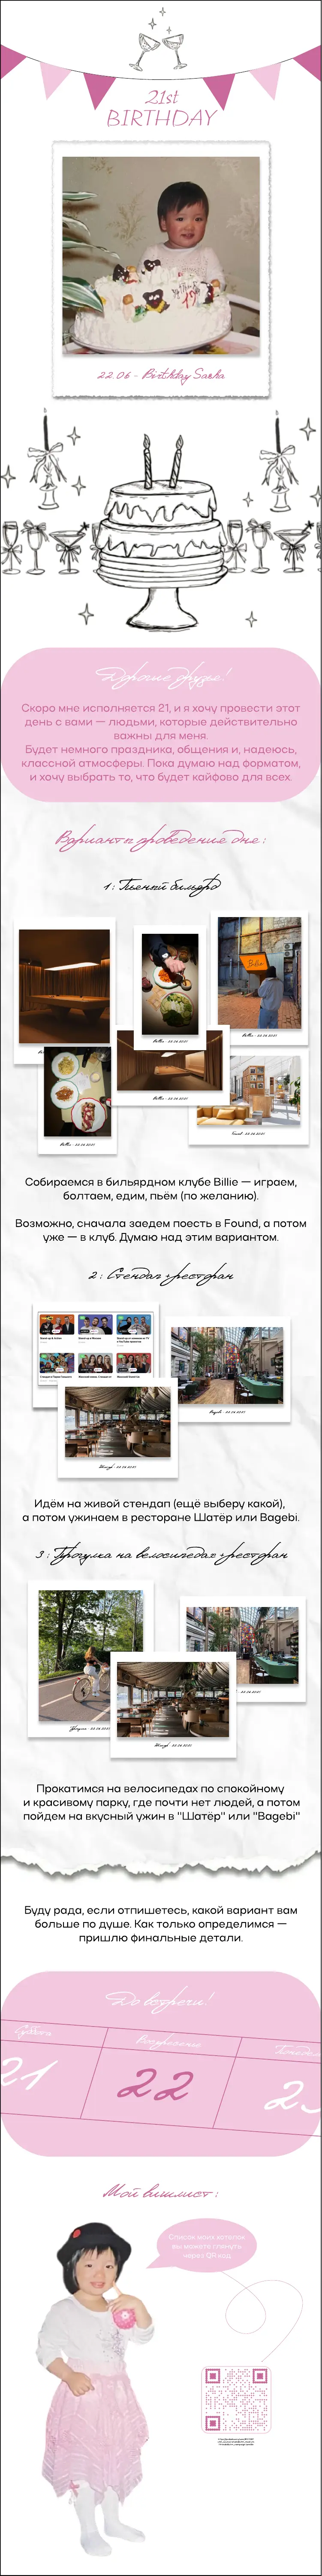 21st
BIRTHDAY
22.06 - Birthday Sasha
Дорогие друзья!
Скоро мне исполняется 21, и я хочу провести этот
день с вами — людьми, которые действительно
важны для меня.
Будет немного праздника, общения и, надеюсь,
классной атмосферы. Пока думаю над форматом,
и хочу выбрать то, что будет кайфово для всех.
Варианты проведения дня:
1: Пьяный бильярд
Собираемся в бильярдном клубе Billie — играем,
болтаем, едим, пьём (по желанию).
Возможно, сначала заедем поесть в Found, а потом
уже — в клуб. Думаю над этим вариантом.
2: Стендап+ресторан
Идём на живой стендап (ещё выберу какой),
а потом ужинаем в ресторане Шатёр или Bagebi.
3: Прогулка на велосипедах+ресторан
Прокатимся на велосипедах по спокойному
и красивому парку, где почти нет людей, а потом
пойдем на вкусный ужин в "Шатёр" или "Bagebi"
Буду рада, если отпишетесь, какой вариант вам
больше по душе. Как только определимся —
пришлю финальные детали.
До встречи!
Суббота
Воскресенье
21
22
Мой вишлист:
Список моих хотелок
вы можете глянуть
через QR код